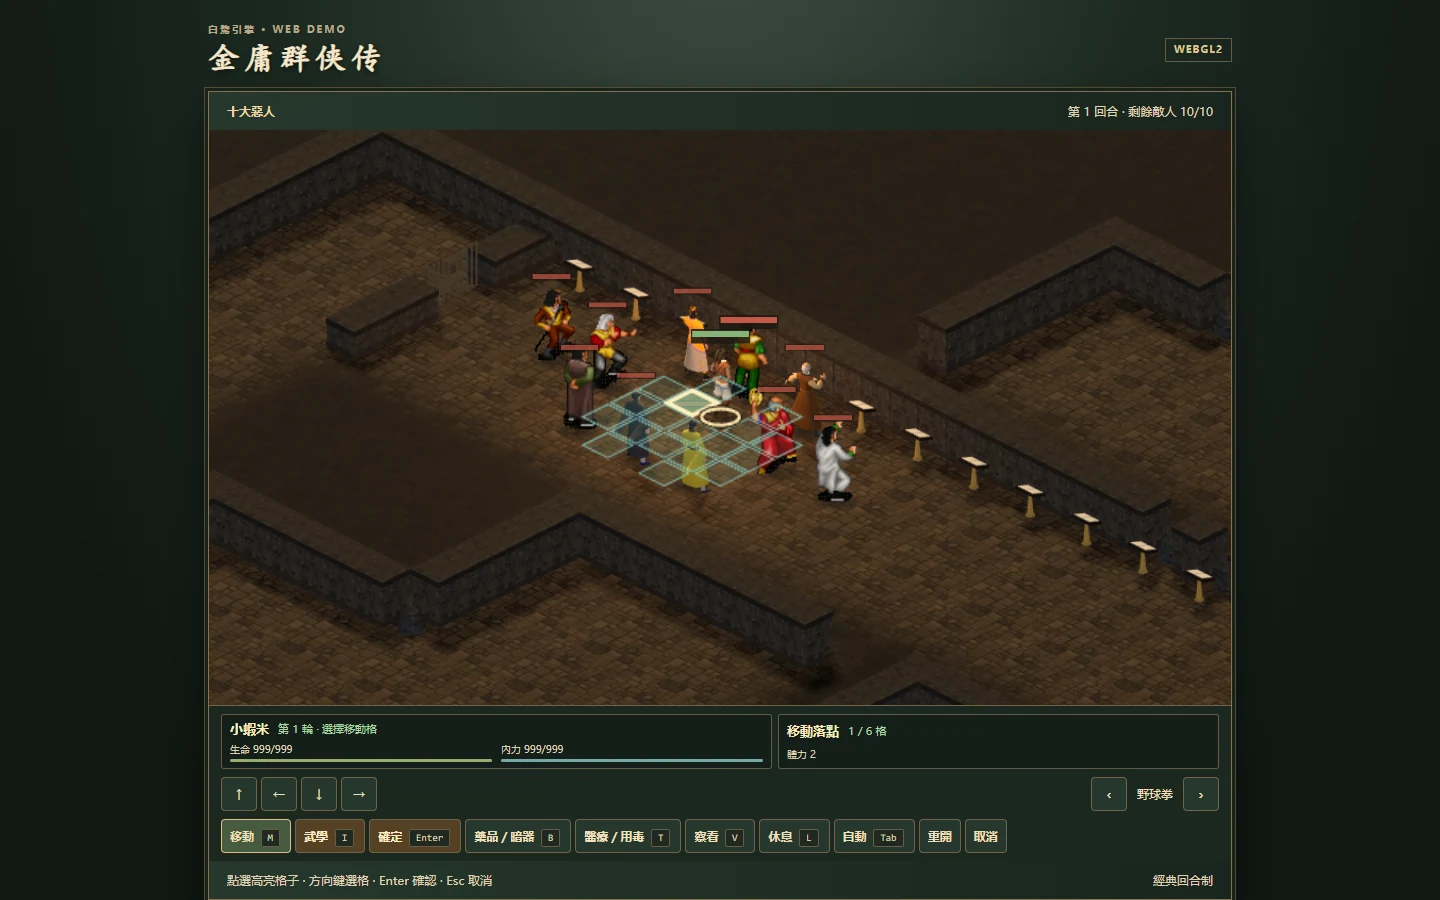 白鷺引擎 • WEB DEMO
金庸群侠传
WEBGL2
十大惡人
第 1 回合 · 剩餘敵人 10/10
小蝦米 第 1 輪 · 選擇移動格
生命 999/999
內力 999/999
移動落點 1 / 6 格
體力 2
↑ ← ↓ →
‹ 野球拳 ›
移動 M
武學 I
確定 Enter
藥品 / 暗器 B
醫療 / 用毒 T
察看 V
休息 L
自動 Tab
重開
取消
點選高亮格子 · 方向鍵選格 · Enter 確認 · Esc 取消
經典回合制